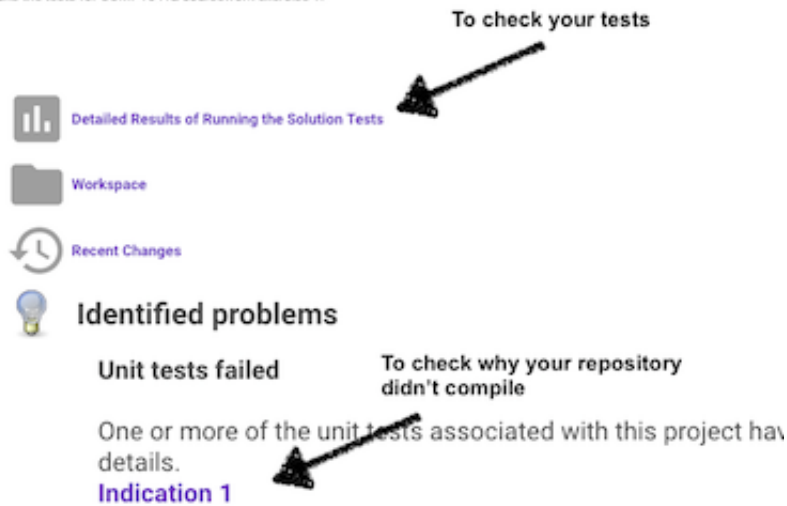 To check your tests
Detailed Results of Running the Solution Tests
Workspace
Recent Changes
Identified problems
Unit tests failed
To check why your repository
didn't compile
One or more of the unit tests associated with this project hav
details.
Indication 1